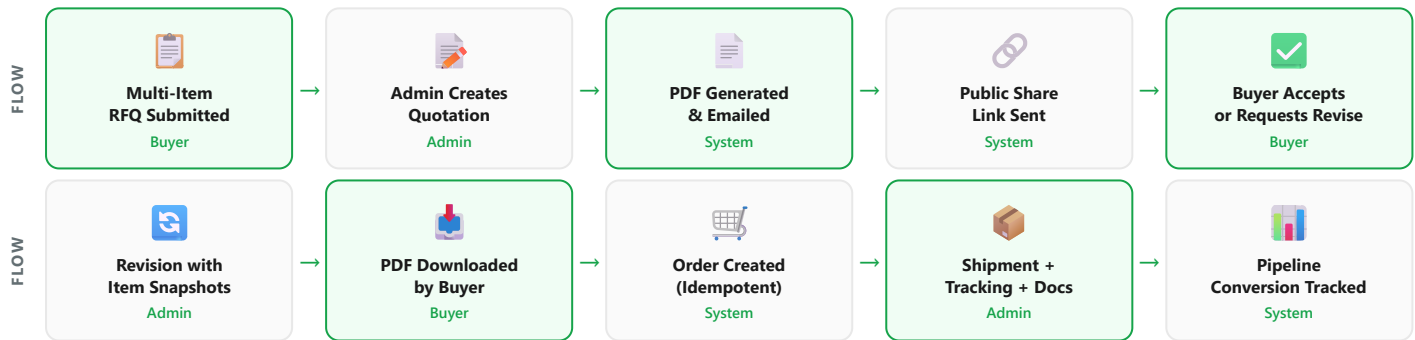 FLOW
Multi-Item
RFQ Submitted
Buyer
→
Admin Creates
Quotation
Admin
→
PDF Generated
& Emailed
System
→
Public Share
Link Sent
System
→
Buyer Accepts
or Requests Revise
Buyer
FLOW
Revision with
Item Snapshots
Admin
→
PDF Downloaded
by Buyer
Buyer
→
Order Created
(Idempotent)
System
→
Shipment +
Tracking + Docs
Admin
→
Pipeline
Conversion Tracked
System